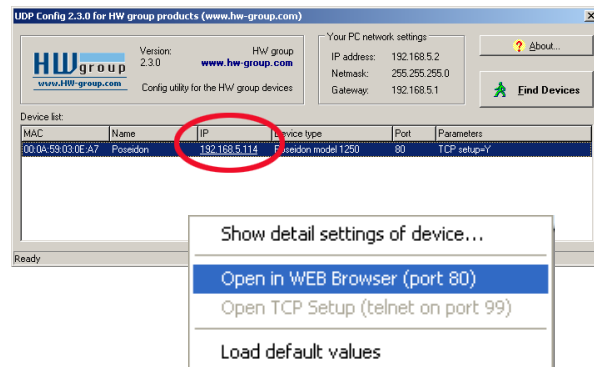 UDP Config 2.3.0 for HW group products (www.hw-group.com)
HW group
www.HW-group.com
Version: HW group
2.3.0 www.hw-group.com
Config utility for the HW group devices
Your PC network settings
IP address: 192.168.5.2
Netmask: 255.255.255.0
Gateway: 192.168.5.1
? About...
Find Devices
Device list:
MAC Name IP Device type Port Parameters
00:0A:59:03:0E:A7 Poseidon 192.168.5.114 Poseidon model 1250 80 TCP setup=Y
Ready
Show detail settings of device...
Open in WEB Browser (port 80)
Open TCP Setup (telnet on port 99)
Load default values